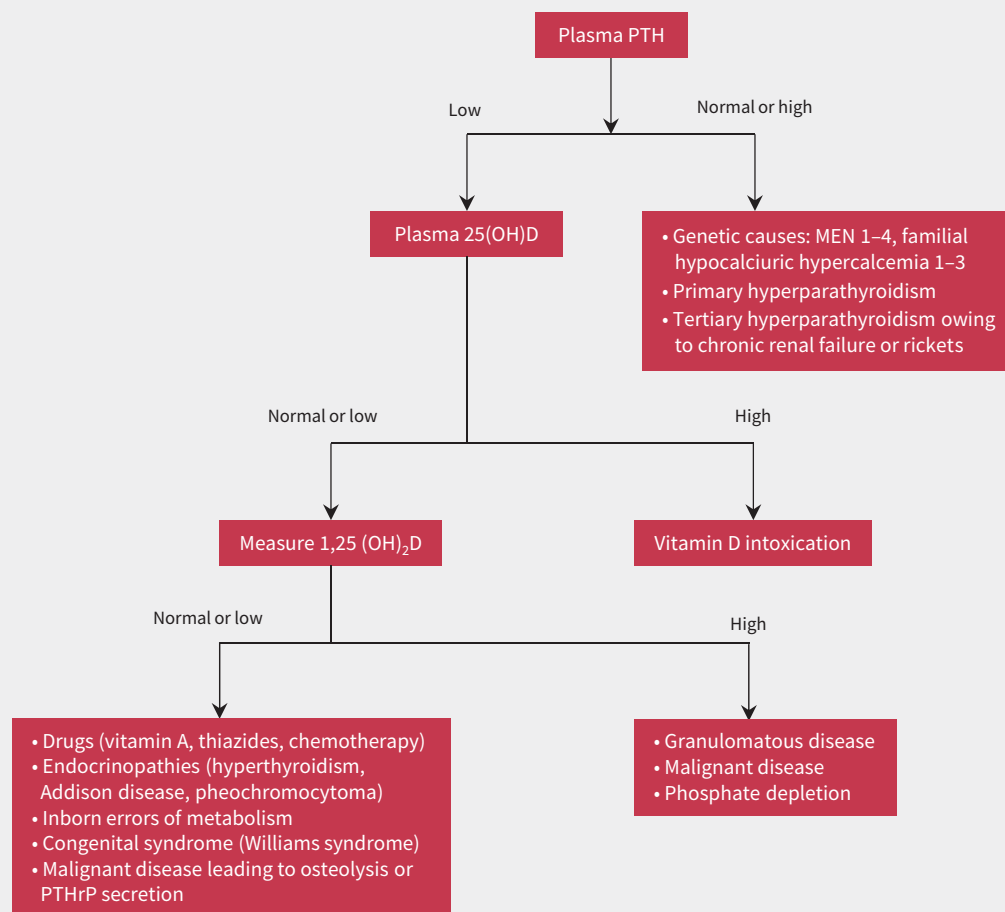 Plasma PTH
Low
Normal or high
Plasma 25(OH)D
• Genetic causes: MEN 1–4, familial
hypocalciuric hypercalcemia 1–3
• Primary hyperparathyroidism
• Tertiary hyperparathyroidism owing
to chronic renal failure or rickets
Normal or low
High
Measure 1,25 (OH)₂D
Vitamin D intoxication
Normal or low
High
• Drugs (vitamin A, thiazides, chemotherapy)
• Endocrinopathies (hyperthyroidism,
Addison disease, pheochromocytoma)
• Inborn errors of metabolism
• Congenital syndrome (Williams syndrome)
• Malignant disease leading to osteolysis or
PTHrP secretion
• Granulomatous disease
• Malignant disease
• Phosphate depletion